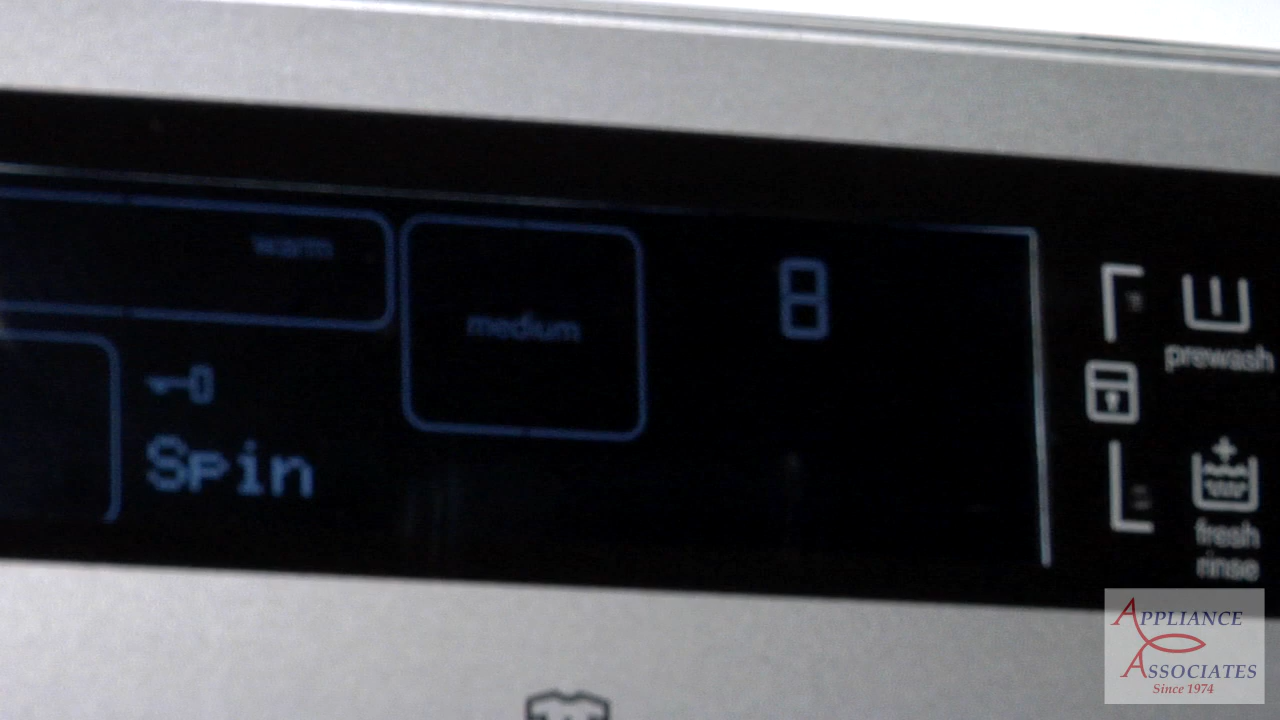 warm
medium
8
Spin
prewash
fresh
rinse
APPLIANCE
ASSOCIATES
Since 1974